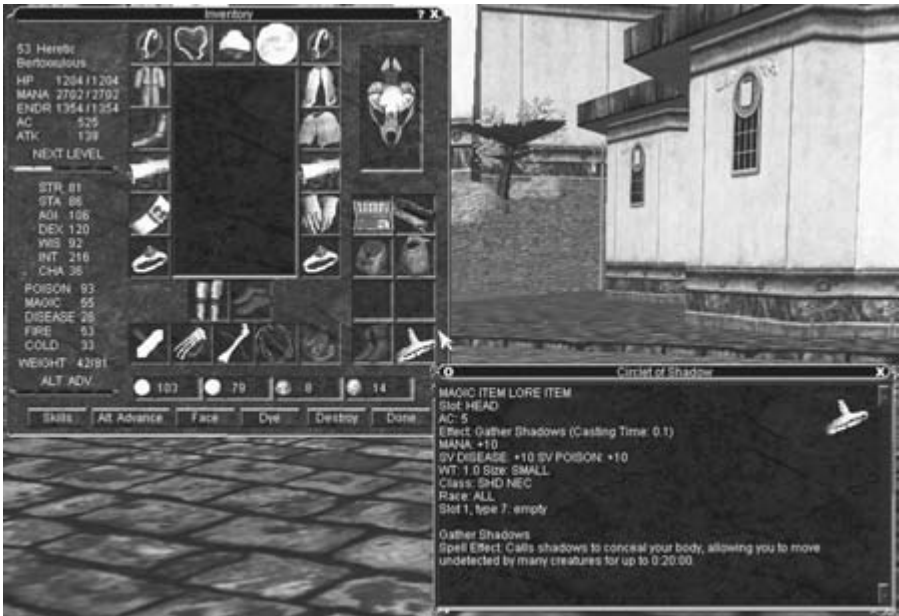 Inventory
? X
53 Heretic
Bertoxxulous
HP 1204 / 1204
MANA 2702 / 2702
ENDR 1354 / 1354
AC 525
ATK 139
NEXT LEVEL
STR 81
STA 86
AGI 106
DEX 120
WIS 92
INT 216
CHA 36
POISON 93
MAGIC 55
DISEASE 28
FIRE 53
COLD 33
WEIGHT 42/81
ALT ADV.
103 79 8 14
Skills Alt. Advance Face Dye Destroy Done
Circlet of Shadow
X
MAGIC ITEM LORE ITEM
Slot: HEAD
AC: 5
Effect: Gather Shadows (Casting Time: 0.1)
MANA: +10
SV DISEASE: +10 SV POISON: +10
WT: 1.0 Size: SMALL
Class: SHD NEC
Race: ALL
Slot 1, type 7: empty
Gather Shadows
Spell Effect: Calls shadows to conceal your body, allowing you to move
undetected by many creatures for up to 0:20:00.